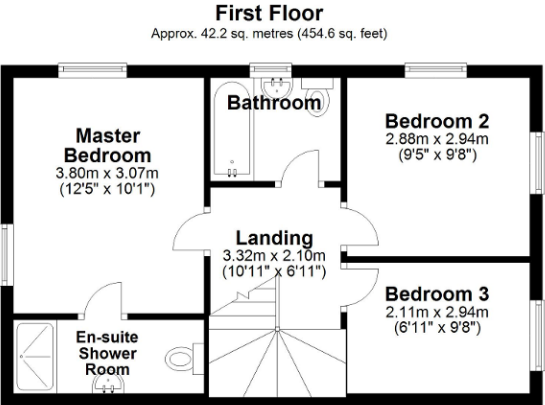 First Floor
Approx. 42.2 sq. metres (454.6 sq. feet)
Bathroom
Bedroom 2
2.88m x 2.94m
(9'5" x 9'8")
Master
Bedroom
3.80m x 3.07m
(12'5" x 10'1")
Landing
3.32m x 2.10m
(10'11" x 6'11")
Bedroom 3
2.11m x 2.94m
(6'11" x 9'8")
En-suite
Shower
Room